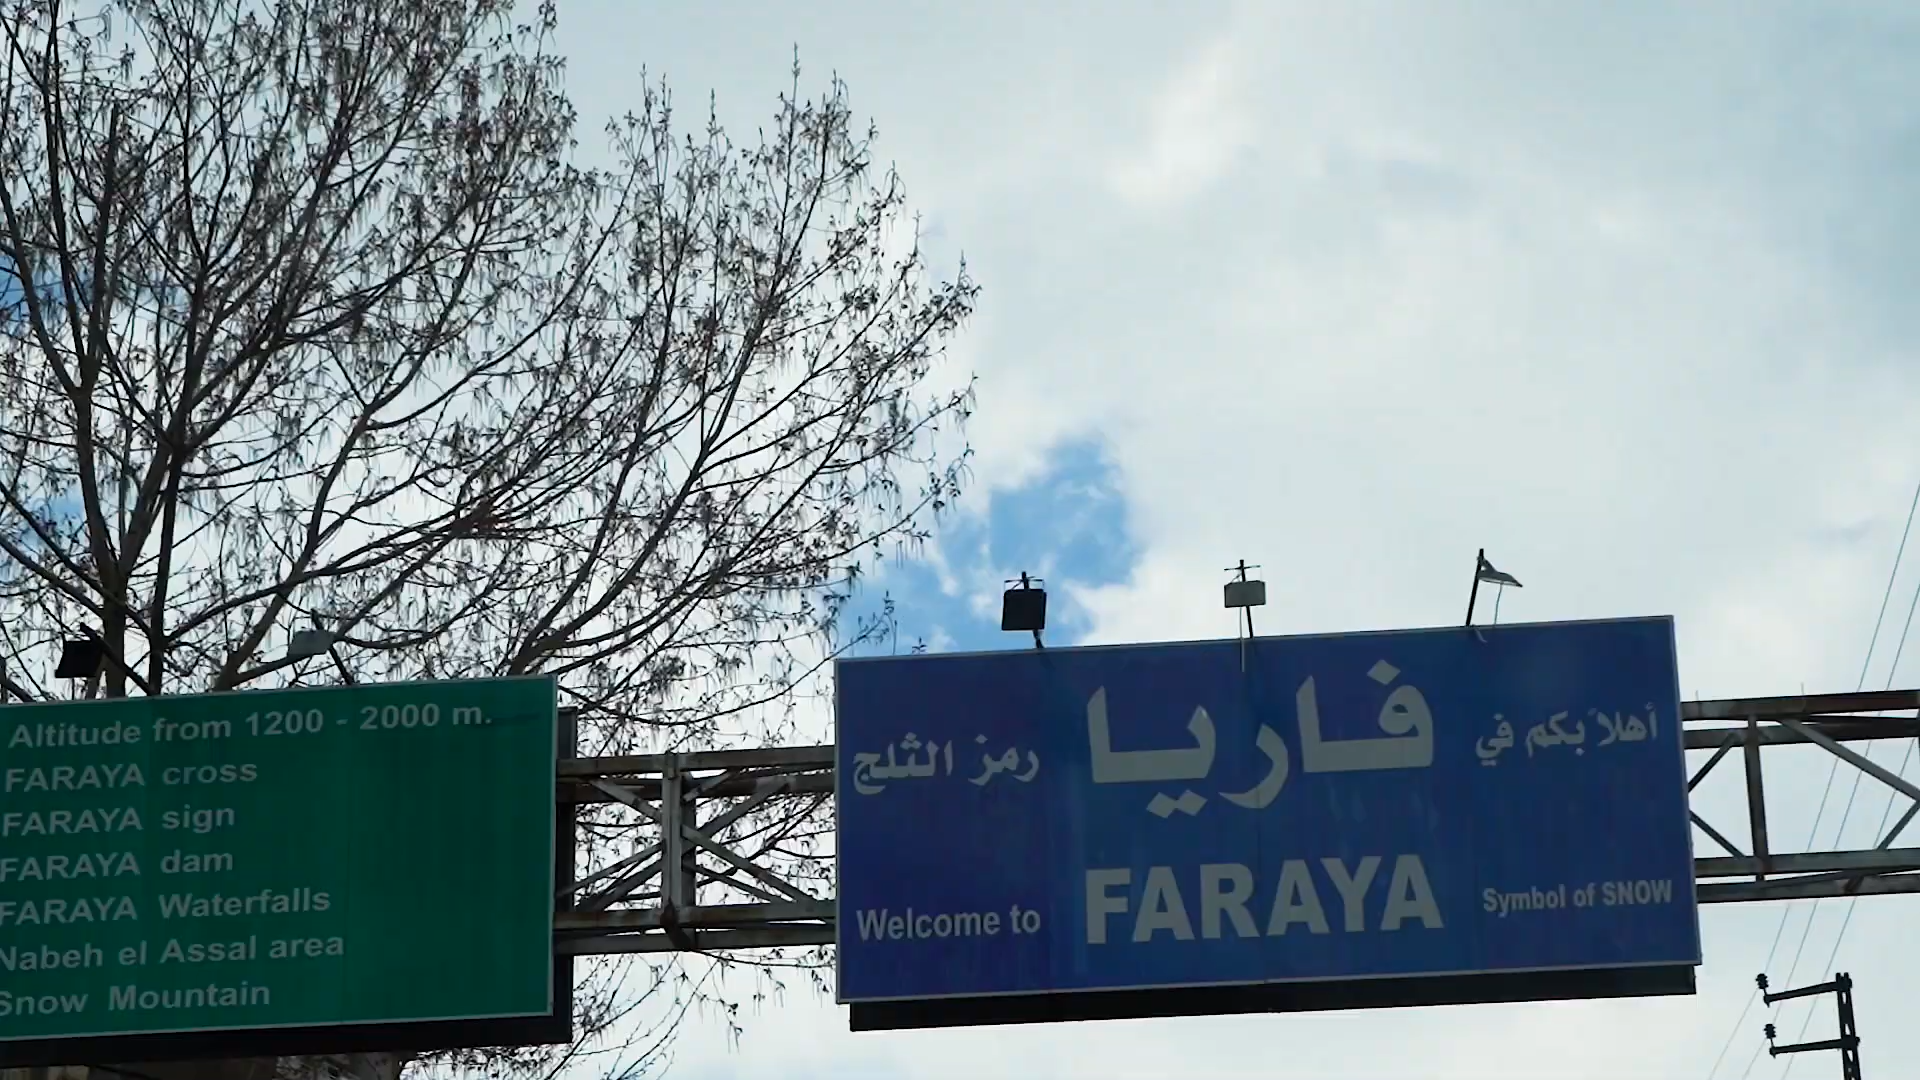 Altitude from 1200 - 2000 m.
FARAYA cross
FARAYA sign
FARAYA dam
FARAYA Waterfalls
Nabeh el Assal area
Snow Mountain
أهلاً بكم في فاريا رمز الثلج
Welcome to FARAYA Symbol of SNOW